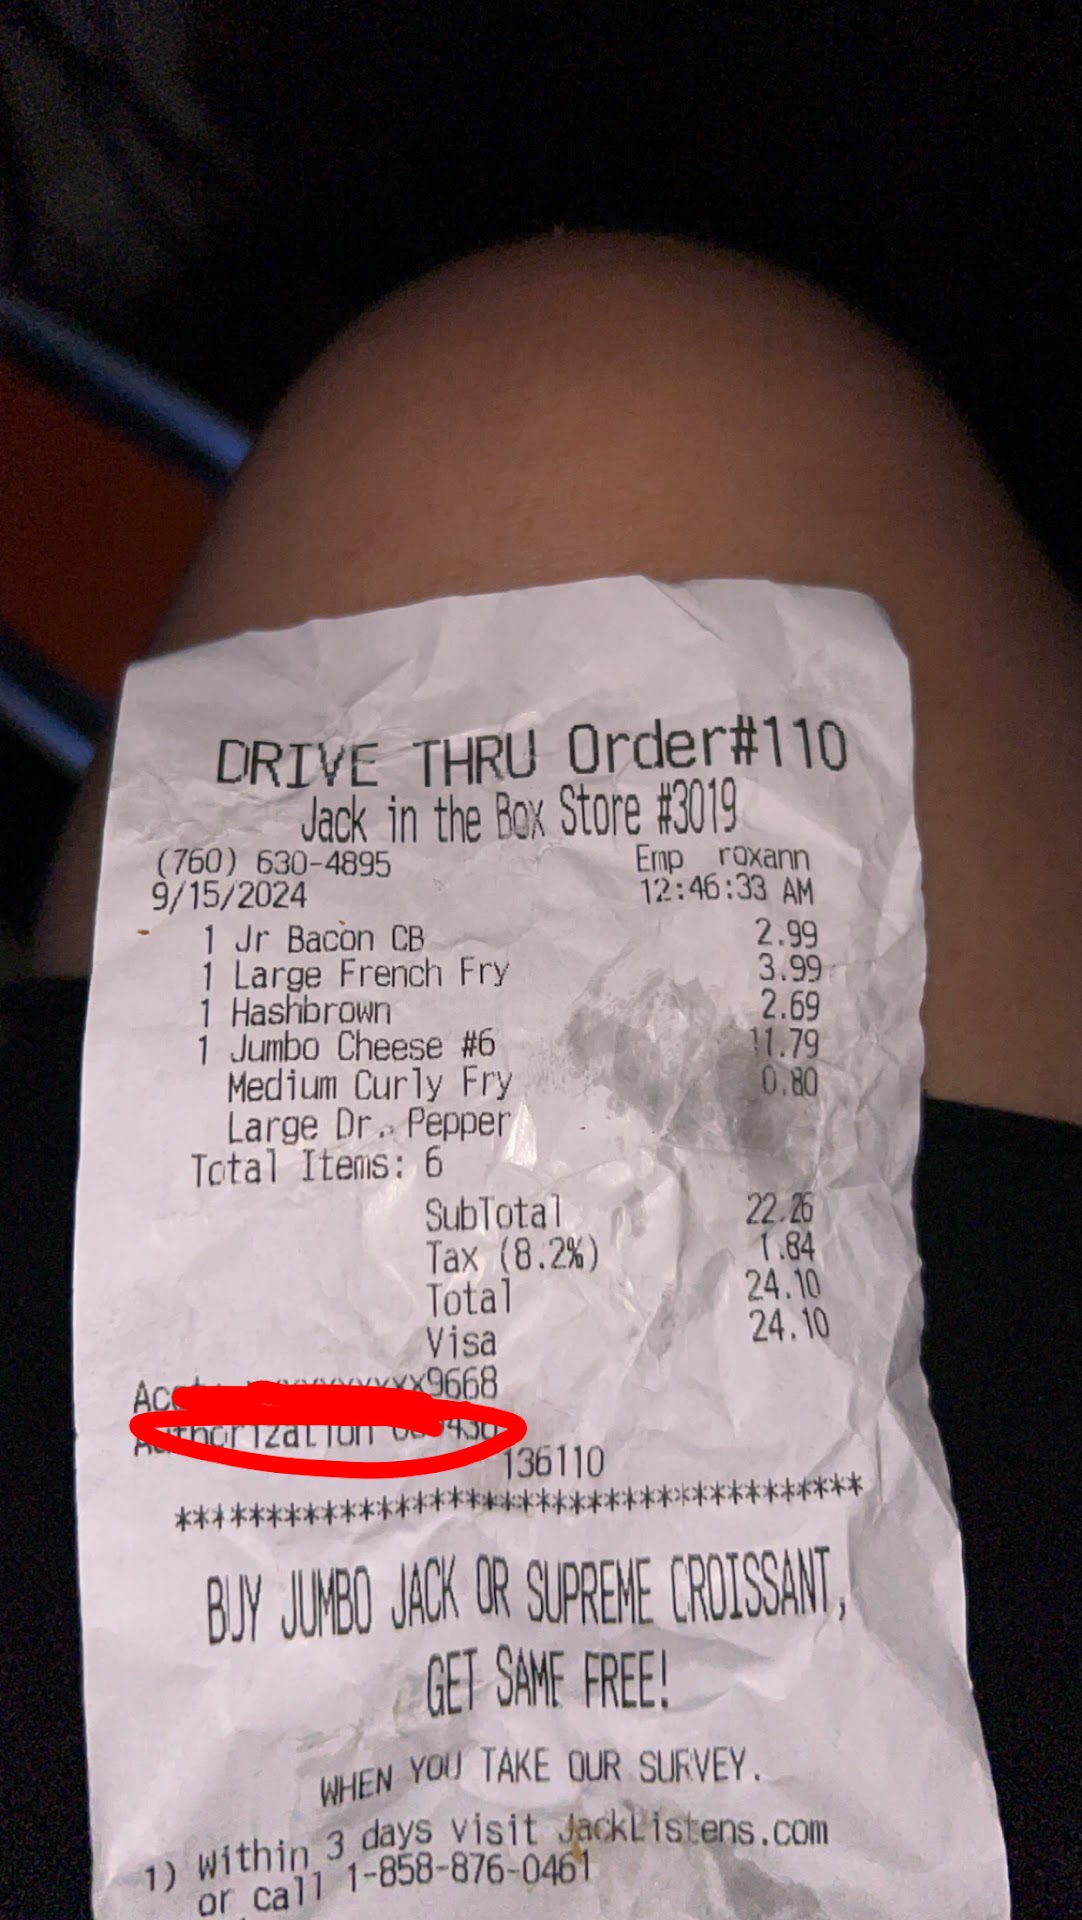 DRIVE THRU Order#110
Jack in the Box Store #3019
(760) 630-4895 Emp roxann
9/15/2024 12:46:33 AM
1 Jr Bacon CB 2.99
1 Large French Fry 3.99
1 Hashbrown 2.69
1 Jumbo Cheese #6 11.79
Medium Curly Fry 0.80
Large Dr. Pepper
Total Items: 6
SubTotal 22.26
Tax (8.2%) 1.84
Total 24.10
Visa 24.10
9668
Authorization
136110
****************************************
BUY JUMBO JACK OR SUPREME CROISSANT,
GET SAME FREE!
WHEN YOU TAKE OUR SURVEY.
1) Within 3 days visit JackListens.com
or call 1-858-876-0461